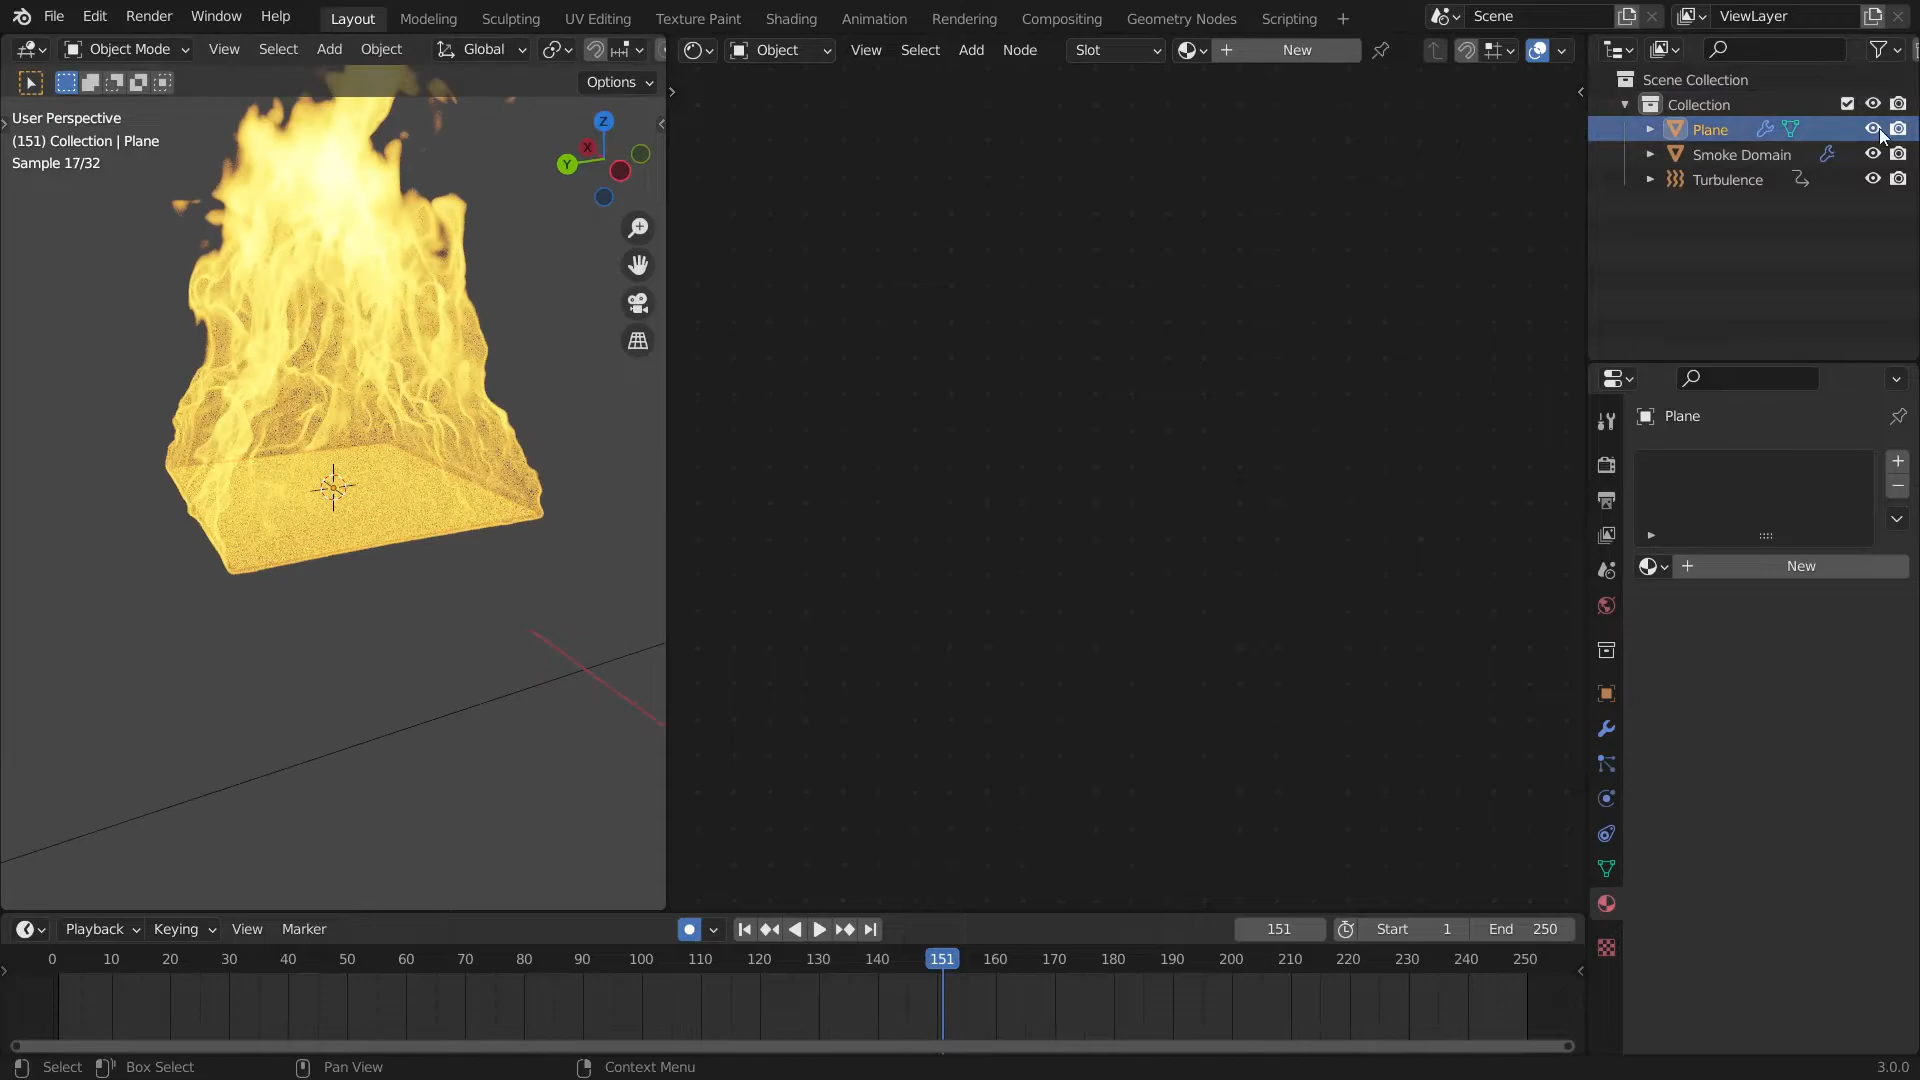 File Edit Render Window Help Layout Modeling Sculpting UV Editing Texture Paint Shading Animation Rendering Compositing Geometry Nodes Scripting + Scene ViewLayer
Object Mode View Select Add Object Global Object View Select Add Node Slot New
Options
Scene Collection
Collection
Plane
Smoke Domain
Turbulence
User Perspective
(151) Collection | Plane
Sample 17/32
Z
X
Y
Plane
New
Playback Keying View Marker 151 Start 1 End 250
0 10 20 30 40 50 60 70 80 90 100 110 120 130 140 151 160 170 180 190 200 210 220 230 240 250
Select Box Select Pan View Context Menu 3.0.0